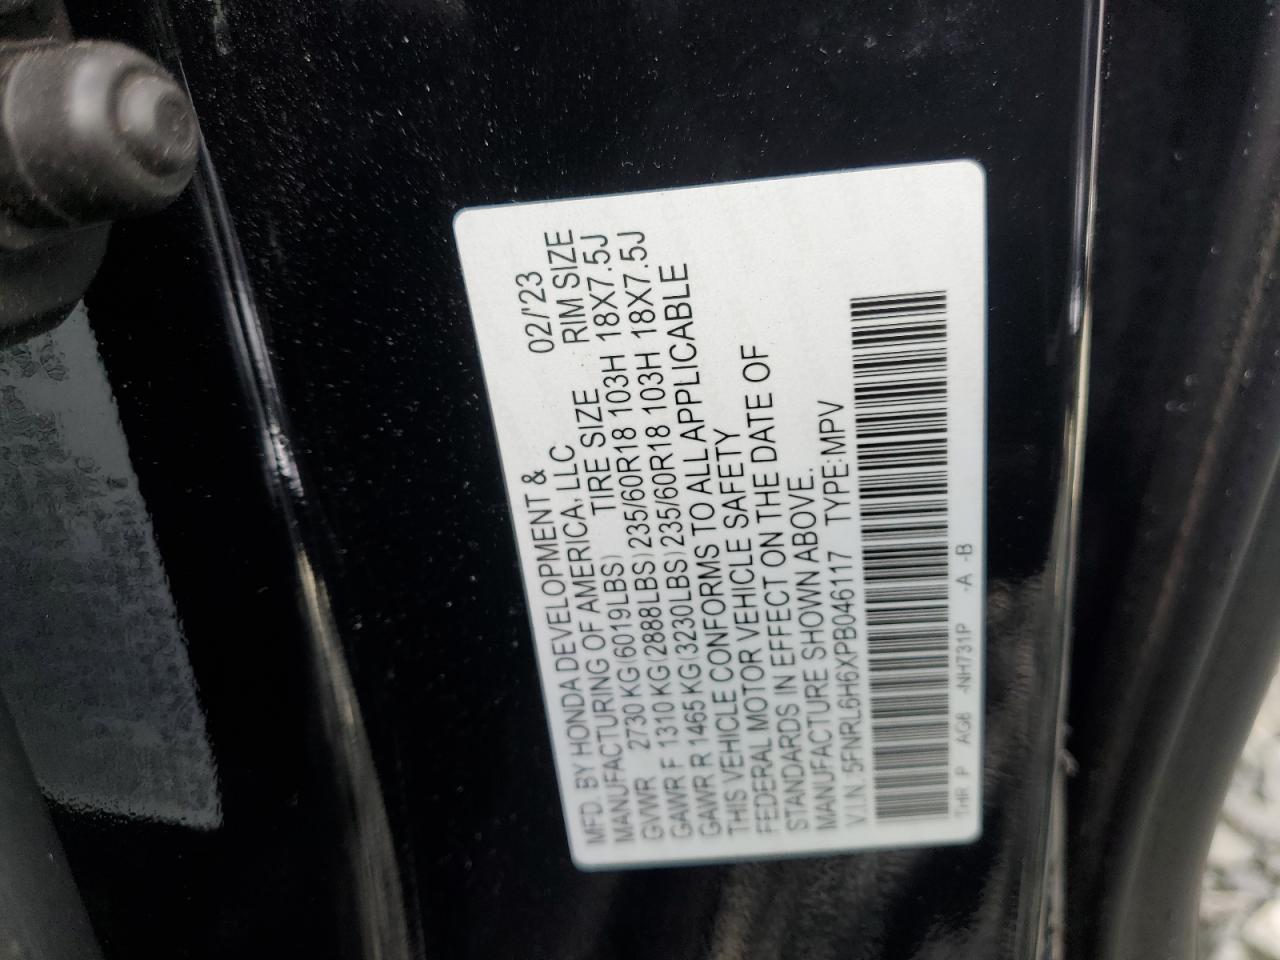 MFD. BY HONDA DEVELOPMENT & 02/'23
MANUFACTURING OF AMERICA, LLC RIM SIZE
GVWR 2730 KG (6019LBS) TIRE SIZE 18X7.5J
GAWR F 1310 KG (2888LBS) 235/60R18 103H 18X7.5J
GAWR R 1465 KG (3230LBS) 235/60R18 103H
THIS VEHICLE CONFORMS TO ALL APPLICABLE
FEDERAL MOTOR VEHICLE SAFETY
STANDARDS IN EFFECT ON THE DATE OF
MANUFACTURE SHOWN ABOVE.
V.I.N. 5FNRL6H6XPB046117 TYPE:MPV
THR P AG8 -NH731P -A -B